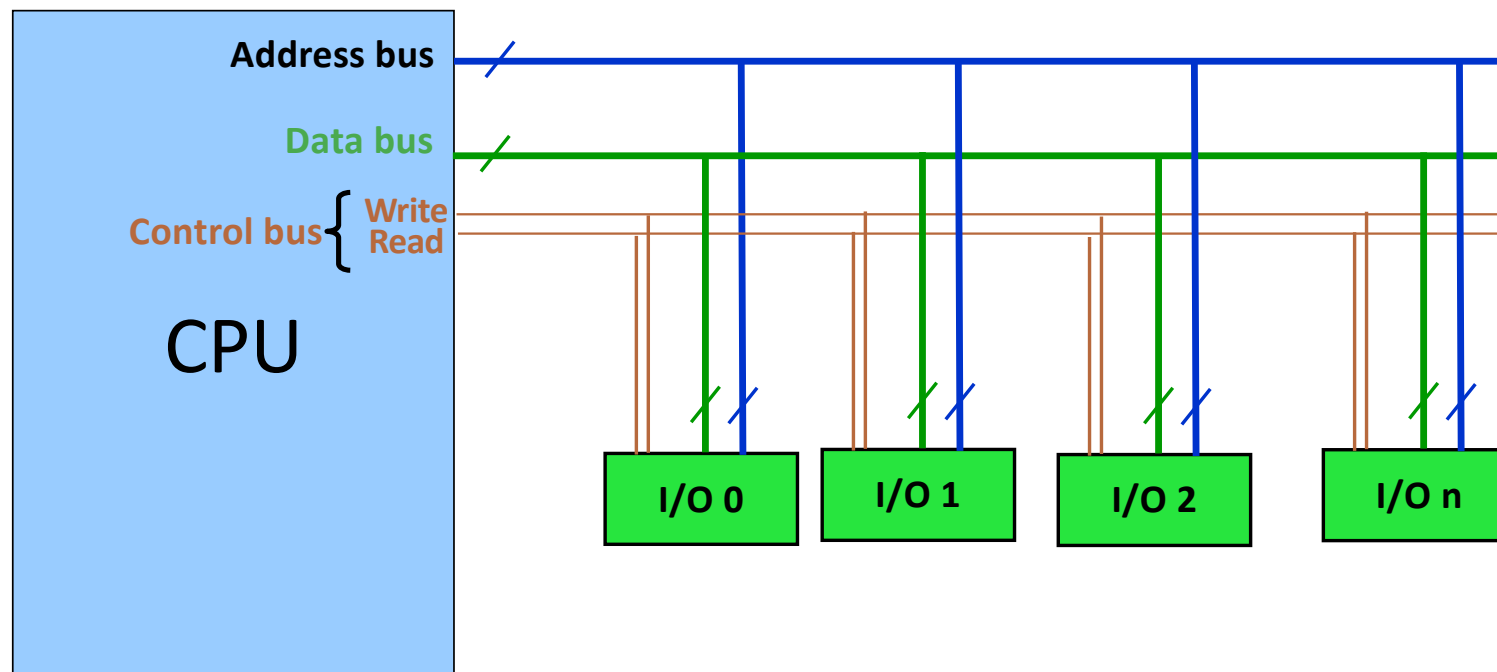 Address bus
Data bus
Control bus { Write
Read
CPU
I/O 0
I/O 1
I/O 2
I/O n